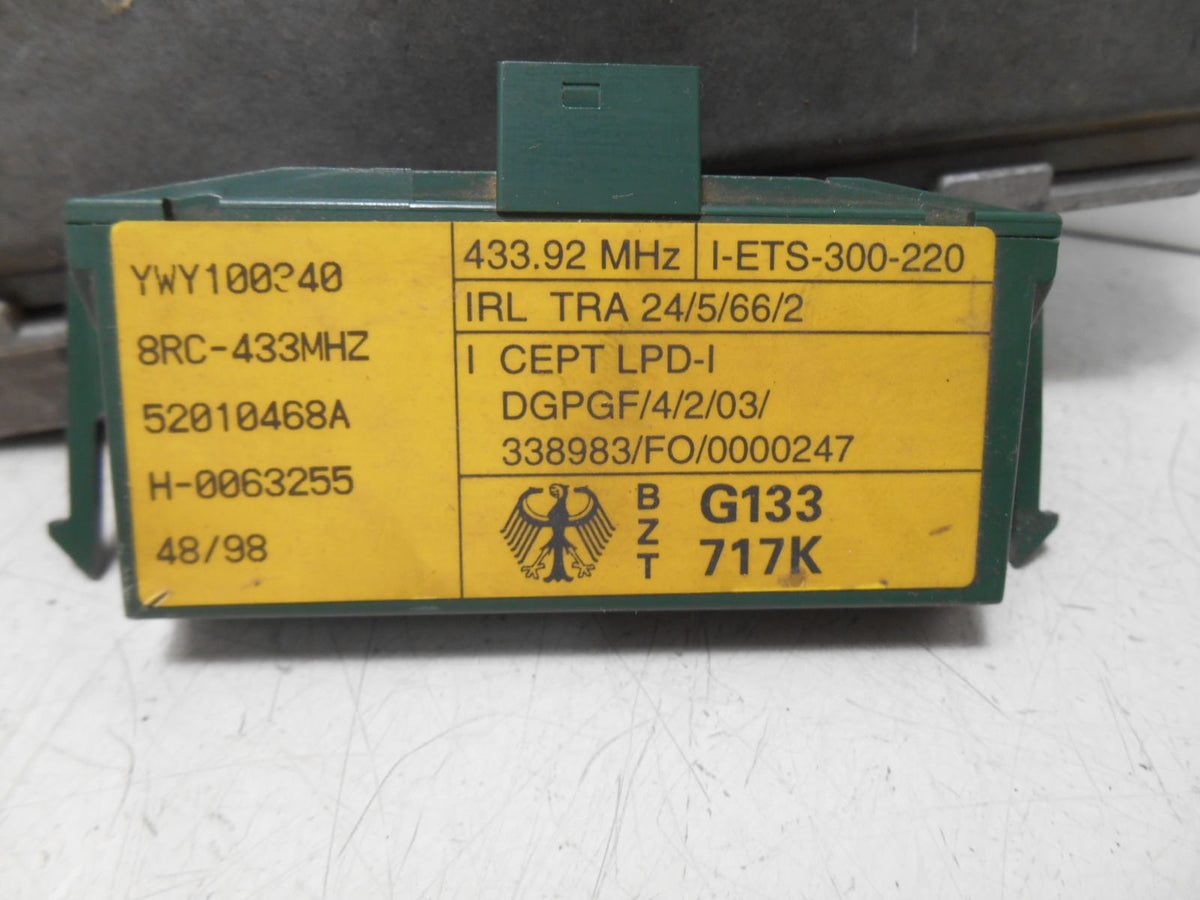 8RC-433MHZ
52010468A
H-0063255
48/98
433.92 MHz I-ETS-300-220
IRL TRA 24/5/66/2
I CEPT LPD-I
DGPGF/4/2/03/
338983/FO/0000247
BZT
G133
717K